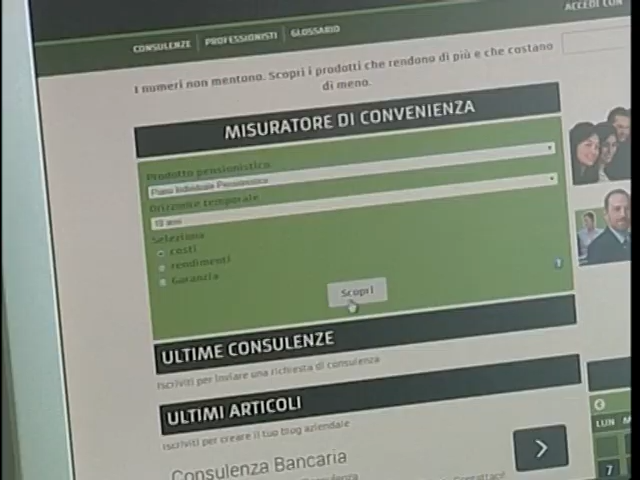 ACCEDI CON
CONSULENZE PROFESSIONISTI GLOSSARIO
I numeri non mentono. Scopri i prodotti che rendono di più e che costano
di meno.
MISURATORE DI CONVENIENZA
Prodotto pensionistico
Piano Individuale Pensionistico
Orizzonte temporale
10 anni
Seleziona
costi
rendimenti
Garanzia
Scopri
ULTIME CONSULENZE
Iscriviti per inviare una richiesta di consulenza
ULTIMI ARTICOLI
Iscriviti per creare il tuo blog aziendale
LUN
Consulenza Bancaria
7